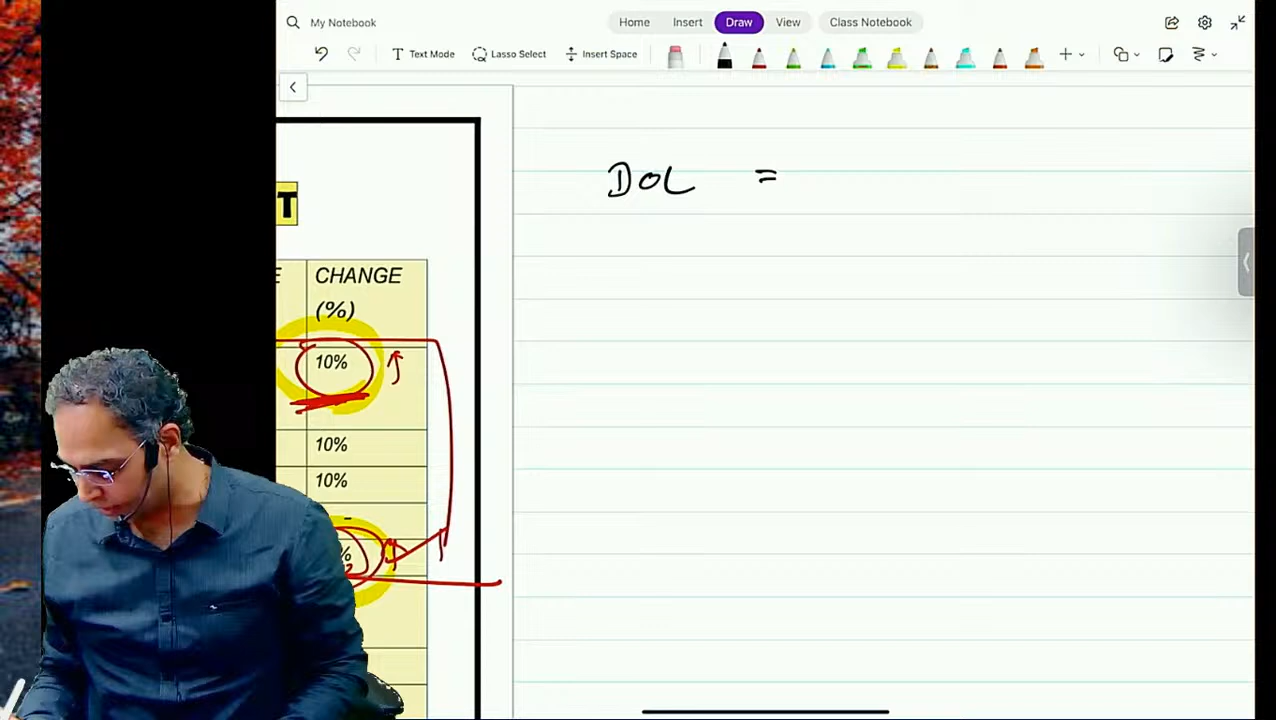 My Notebook
Home Insert Draw View Class Notebook
T Text Mode Lasso Select Insert Space
T
DOL =
CHANGE
(%)
10%
10%
10%
-
%